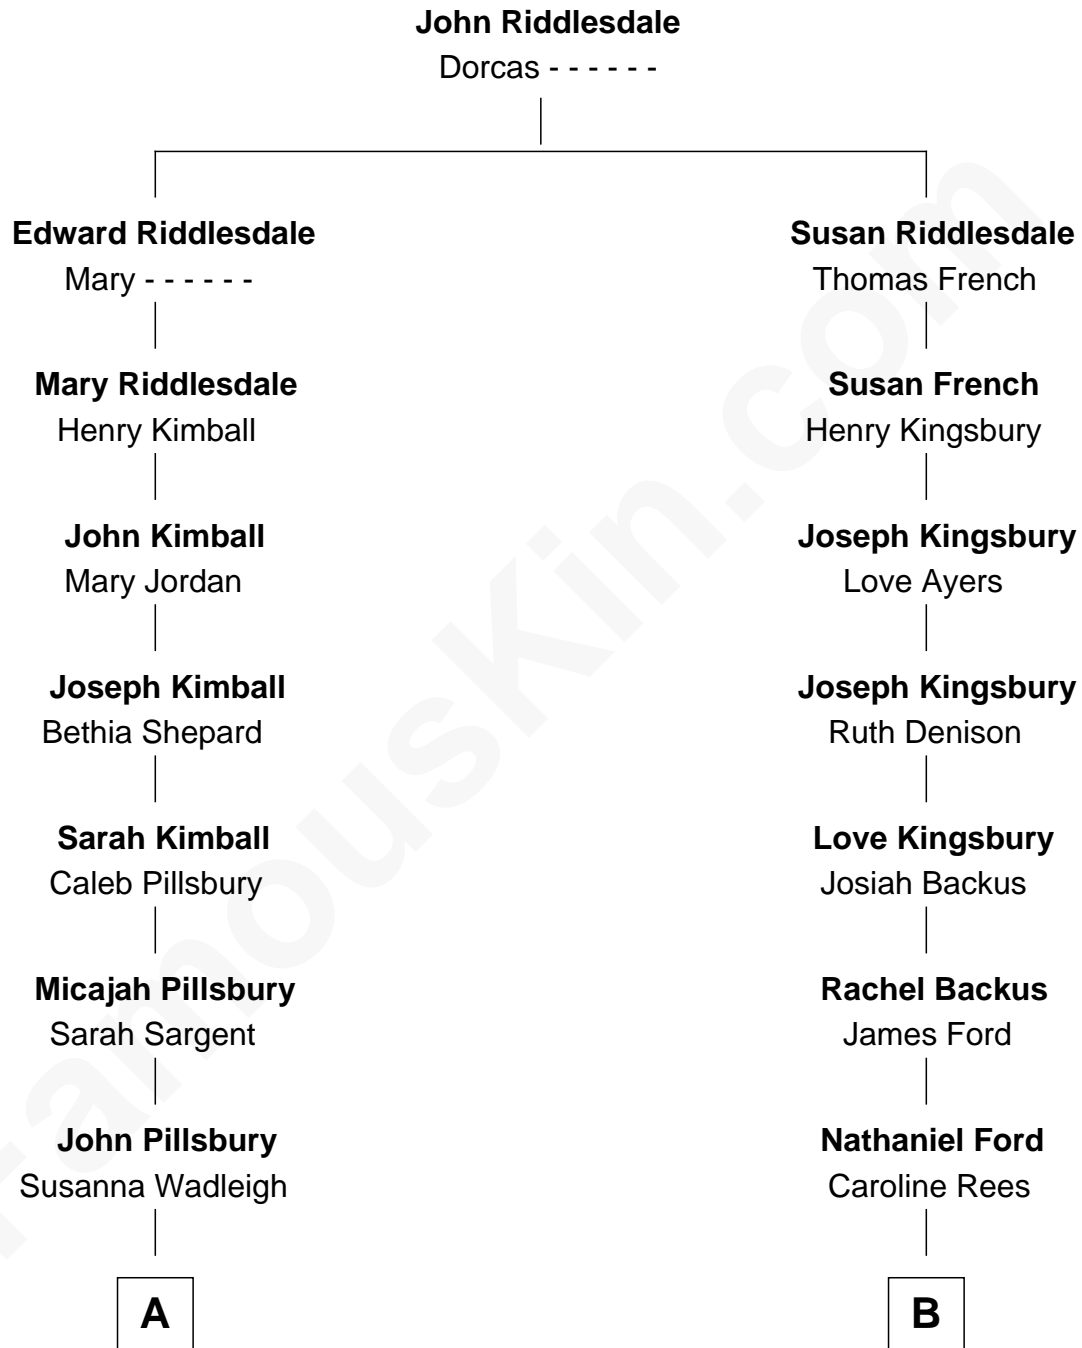 John Riddlesdale
Dorcas - - - - - -
Edward Riddlesdale
Mary - - - - - -
Susan Riddlesdale
Thomas French
Mary Riddlesdale
Henry Kimball
Susan French
Henry Kingsbury
John Kimball
Mary Jordan
Joseph Kingsbury
Love Ayers
Joseph Kimball
Bethia Shepard
Joseph Kingsbury
Ruth Denison
Sarah Kimball
Caleb Pillsbury
Love Kingsbury
Josiah Backus
Micajah Pillsbury
Sarah Sargent
Rachel Backus
James Ford
John Pillsbury
Susanna Wadleigh
Nathaniel Ford
Caroline Rees
A
B
FamousKin.com